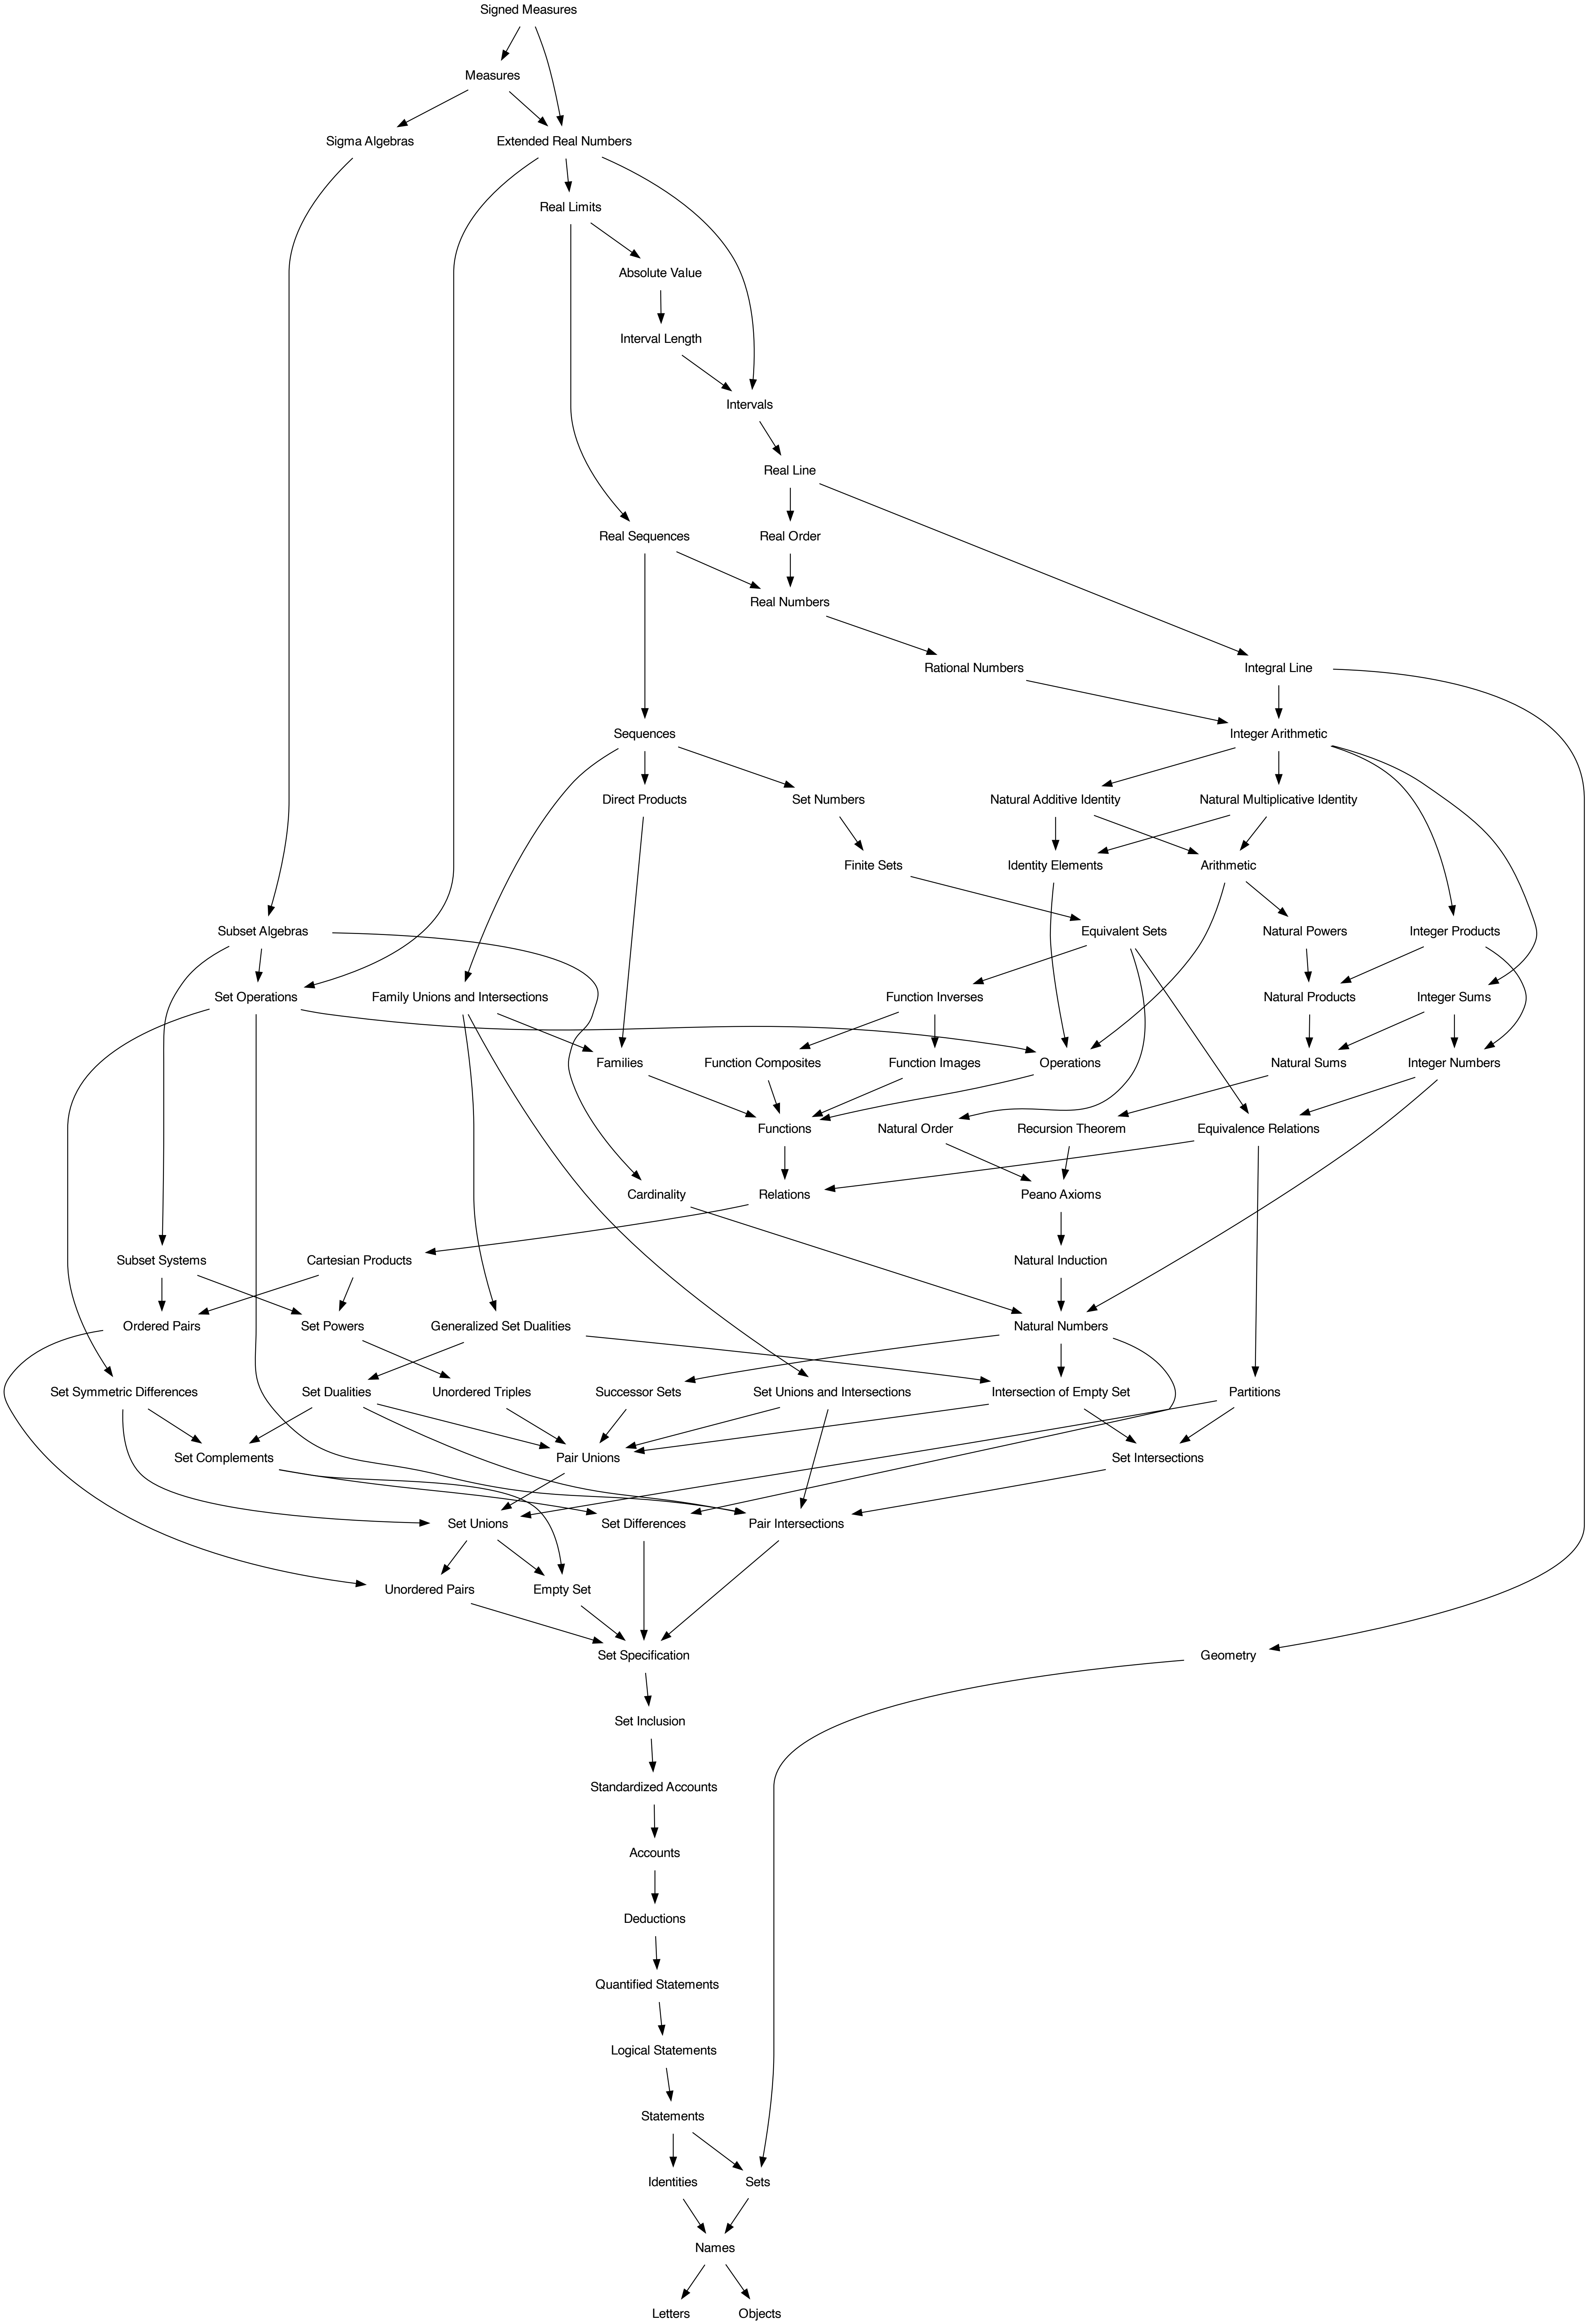 Signed Measures
Measures
Sigma Algebras
Extended Real Numbers
Real Limits
Absolute Value
Interval Length
Intervals
Real Line
Real Sequences
Real Order
Real Numbers
Rational Numbers
Integral Line
Sequences
Integer Arithmetic
Direct Products
Set Numbers
Natural Additive Identity
Natural Multiplicative Identity
Finite Sets
Identity Elements
Arithmetic
Subset Algebras
Equivalent Sets
Natural Powers
Integer Products
Set Operations
Family Unions and Intersections
Function Inverses
Natural Products
Integer Sums
Families
Function Composites
Function Images
Operations
Natural Sums
Integer Numbers
Functions
Natural Order
Recursion Theorem
Equivalence Relations
Cardinality
Relations
Peano Axioms
Subset Systems
Cartesian Products
Natural Induction
Ordered Pairs
Set Powers
Generalized Set Dualities
Natural Numbers
Set Symmetric Differences
Set Dualities
Unordered Triples
Successor Sets
Set Unions and Intersections
Intersection of Empty Set
Partitions
Set Complements
Pair Unions
Set Intersections
Set Unions
Set Differences
Pair Intersections
Unordered Pairs
Empty Set
Set Specification
Geometry
Set Inclusion
Standardized Accounts
Accounts
Deductions
Quantified Statements
Logical Statements
Statements
Identities
Sets
Names
Letters
Objects